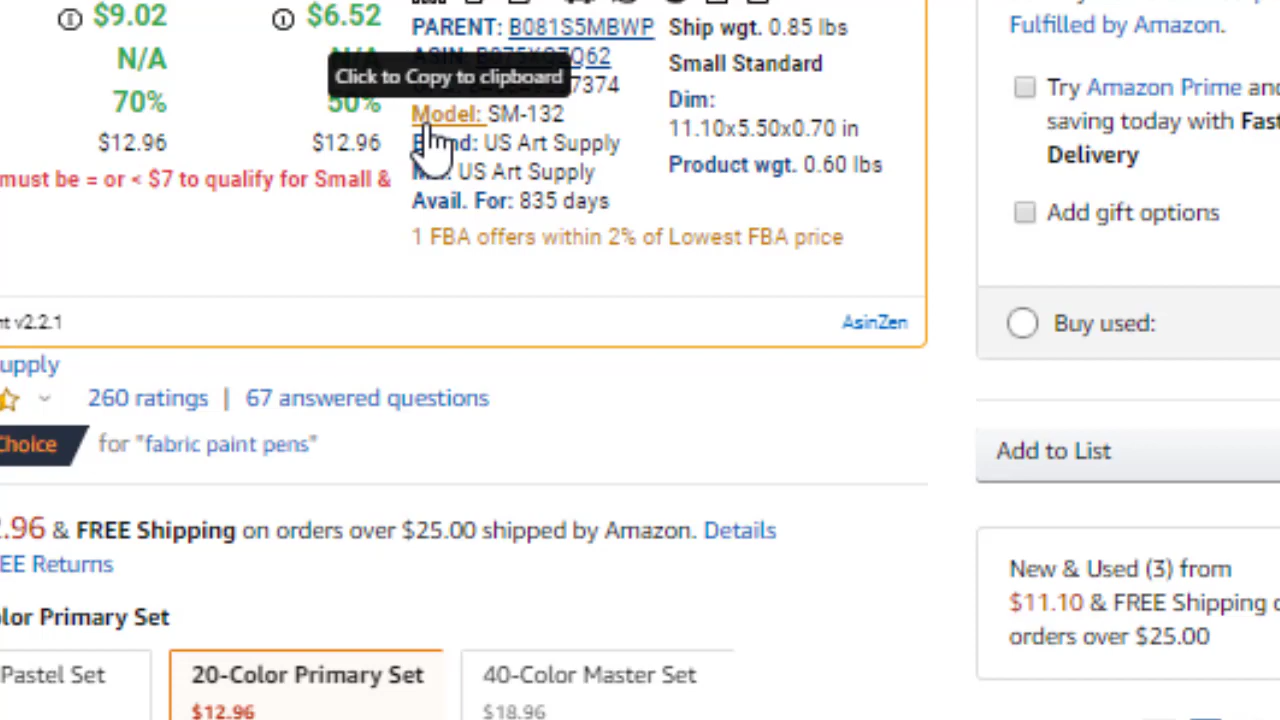 $9.02 $6.52
N/A N/A
70% 50%
$12.96 $12.96
must be = or < $7 to qualify for Small &
PARENT: B081S5MBWP
ASIN:
7374
Click to Copy to clipboard
Model: SM-132
US Art Supply
US Art Supply
Avail. For: 835 days
1 FBA offers within 2% of Lowest FBA price
Ship wgt. 0.85 lbs
Small Standard
Dim:
11.10x5.50x0.70 in
Product wgt. 0.60 lbs
nt v2.2.1 AsinZen
upply
260 ratings | 67 answered questions
Choice for "fabric paint pens"
2.96 & FREE Shipping on orders over $25.00 shipped by Amazon. Details
EE Returns
olor Primary Set
Pastel Set
20-Color Primary Set
$12.96
40-Color Master Set
$18.96
Fulfilled by Amazon.
Try Amazon Prime and
saving today with Fast
Delivery
Add gift options
Buy used:
Add to List
New & Used (3) from
$11.10 & FREE Shipping o
orders over $25.00